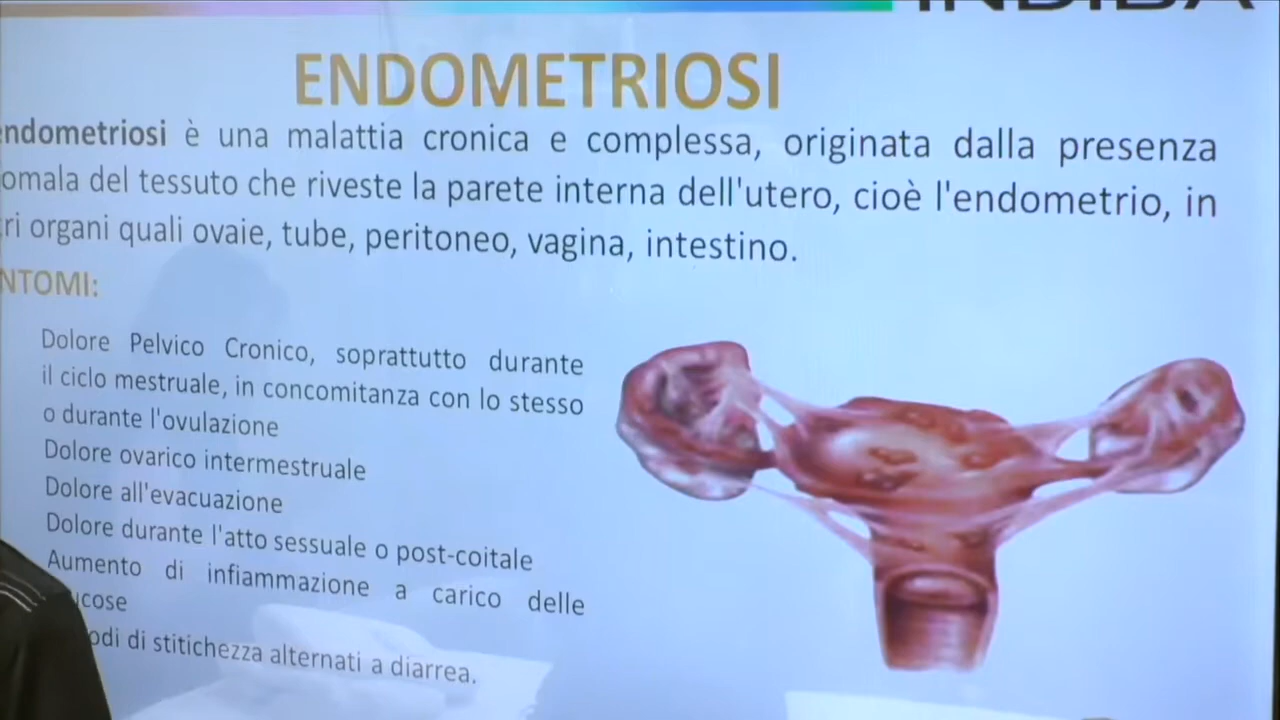 INDIBA
ENDOMETRIOSI
ndometriosi è una malattia cronica e complessa, originata dalla presenza
omala del tessuto che riveste la parete interna dell'utero, cioè l'endometrio, in
ri organi quali ovaie, tube, peritoneo, vagina, intestino.
NTOMI:
Dolore Pelvico Cronico, soprattutto durante
il ciclo mestruale, in concomitanza con lo stesso
o durante l'ovulazione
Dolore ovarico intermestruale
Dolore all'evacuazione
Dolore durante l'atto sessuale o post-coitale
Aumento di infiammazione a carico delle
ucose
odi di stitichezza alternati a diarrea.